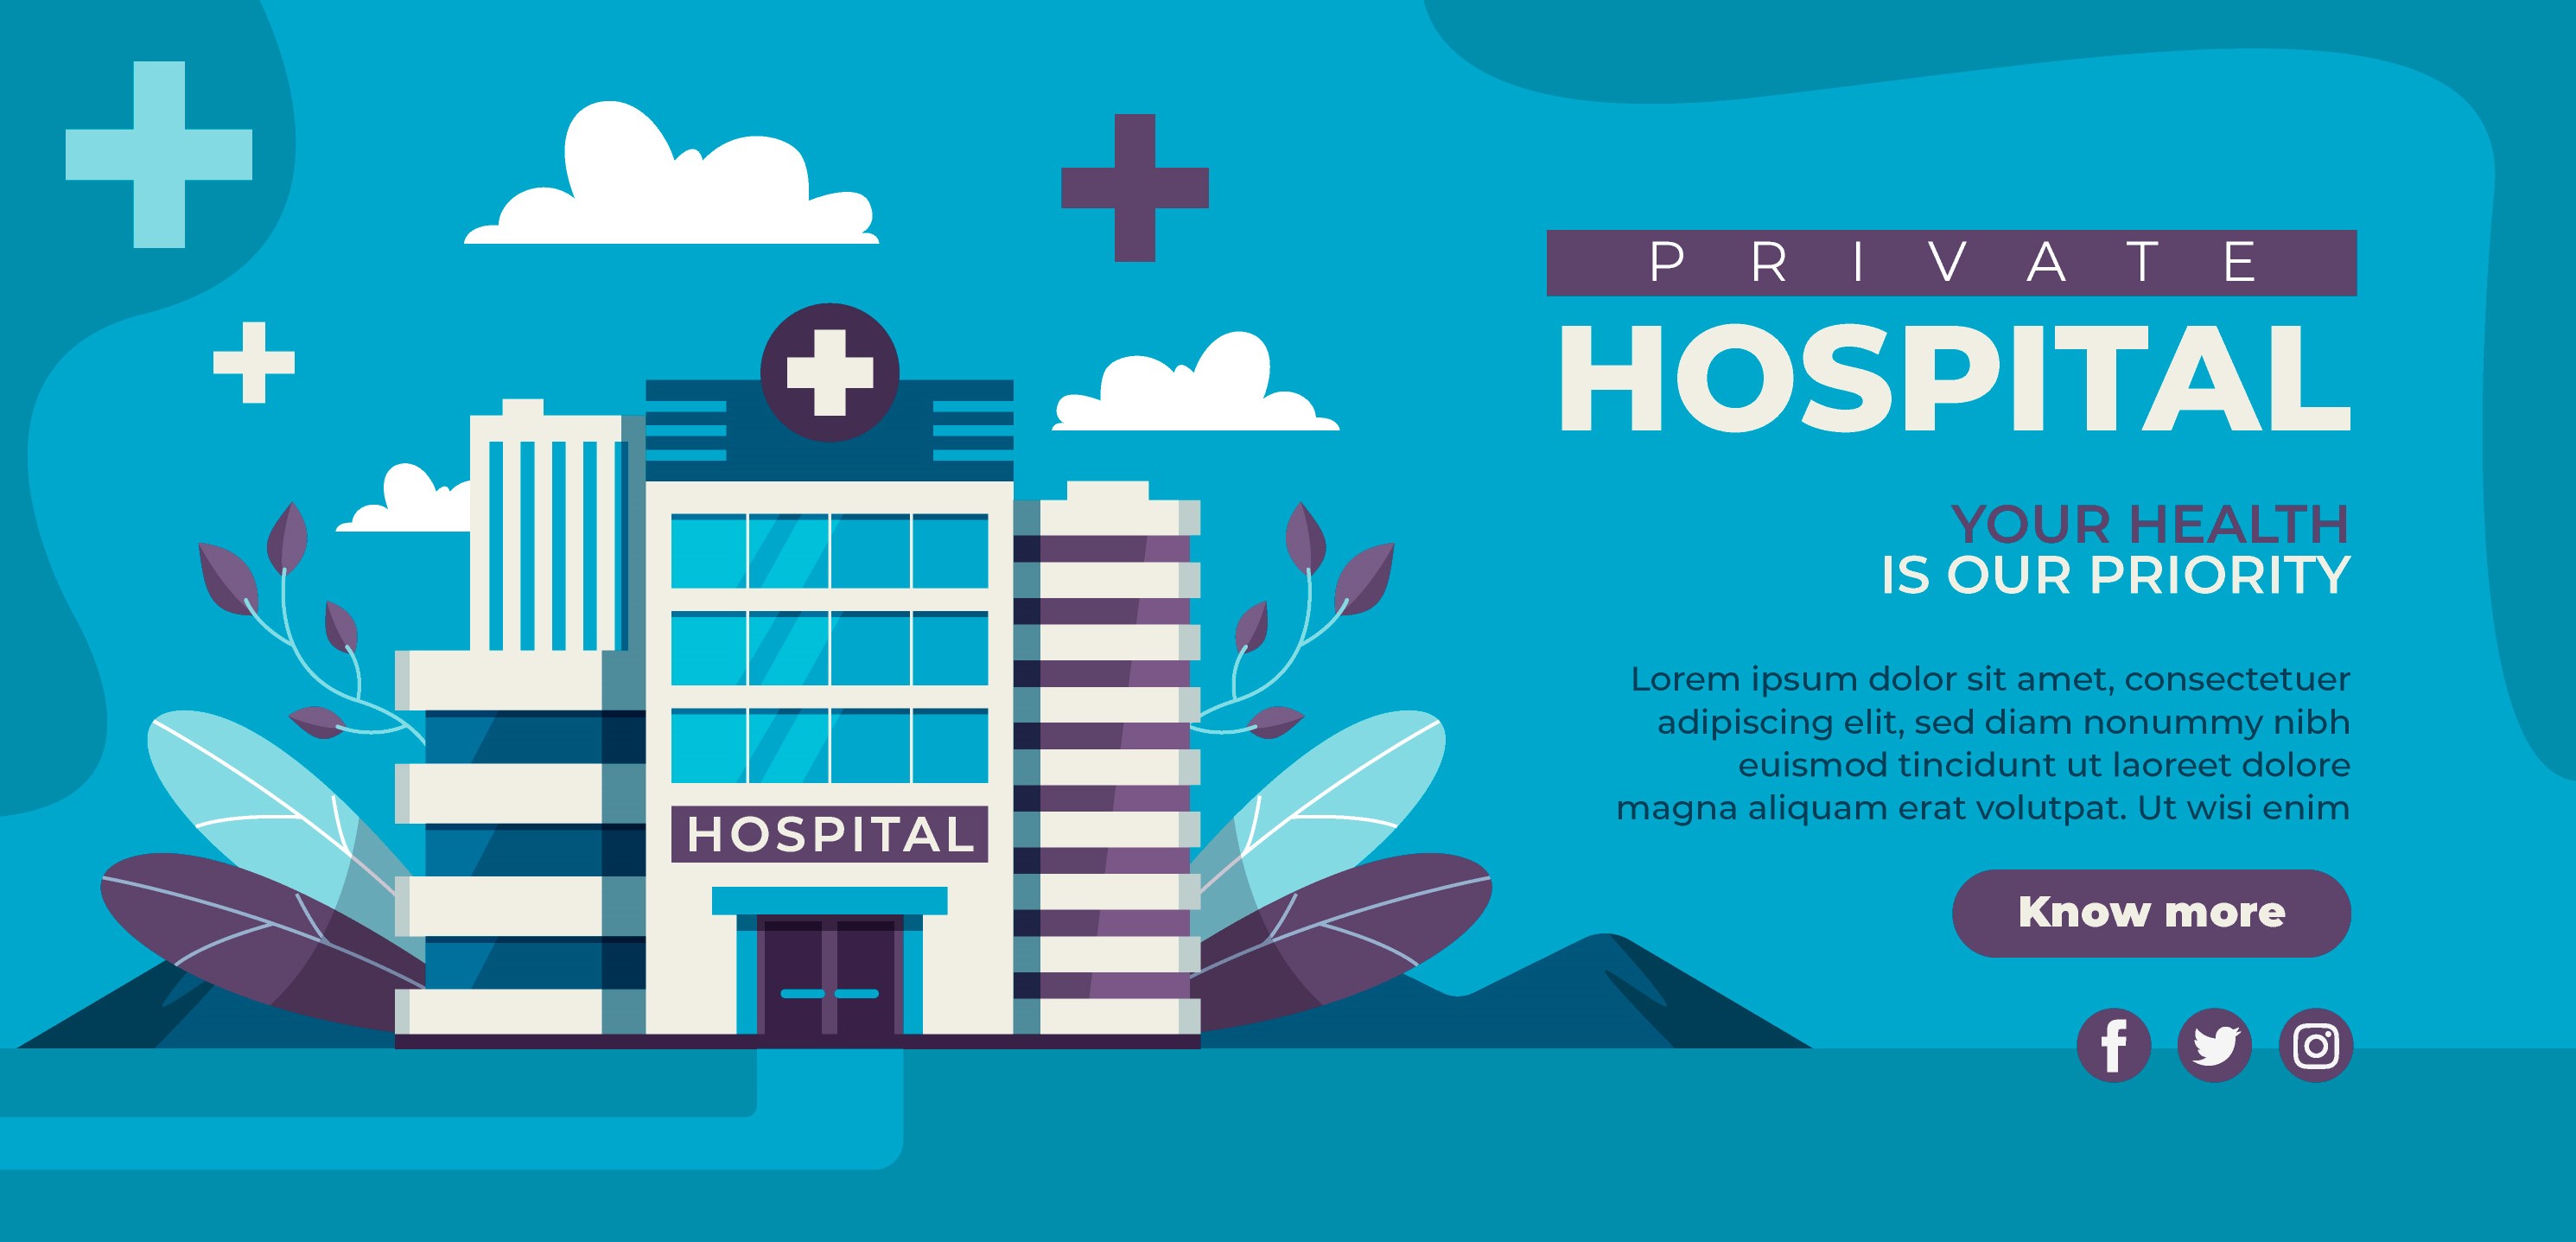 PRIVATE
HOSPITAL
YOUR HEALTH
IS OUR PRIORITY
Lorem ipsum dolor sit amet, consectetuer
adipiscing elit, sed diam nonummy nibh
euismod tincidunt ut laoreet dolore
magna aliquam erat volutpat. Ut wisi enim
Know more
HOSPITAL